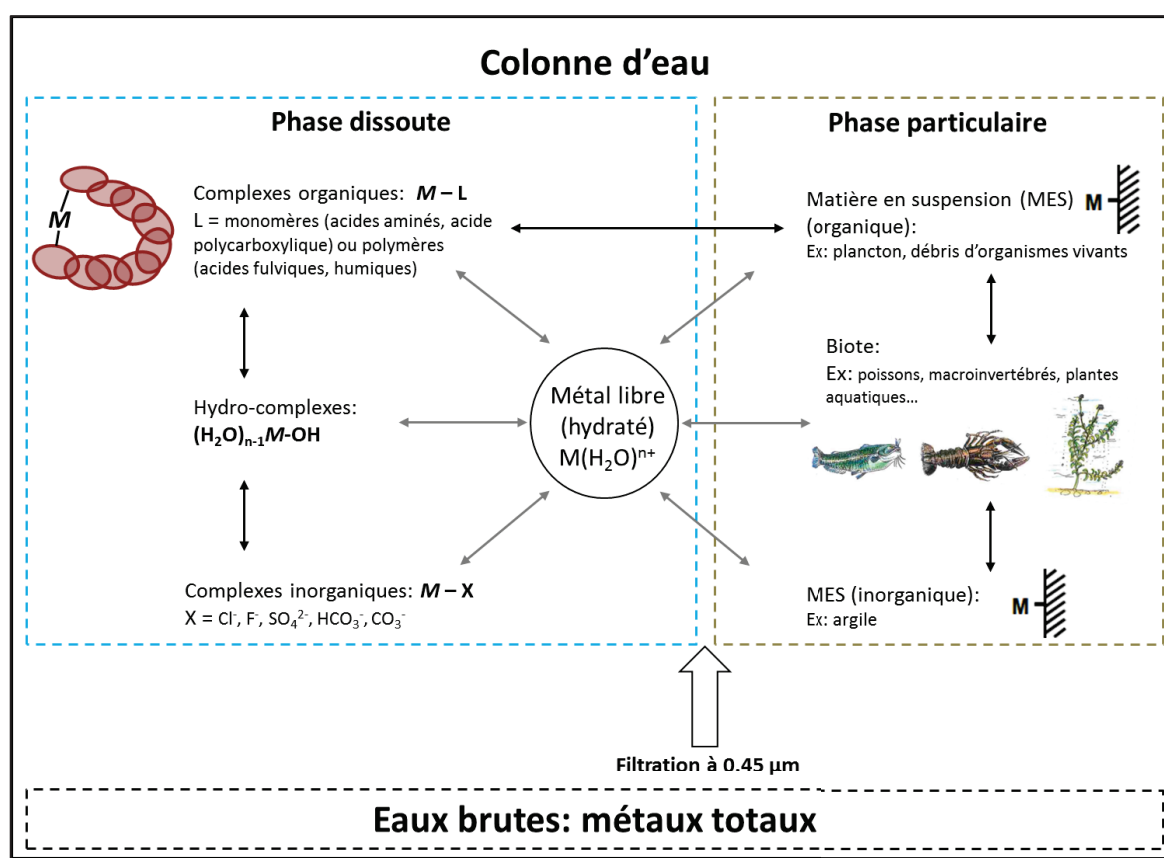 Colonne d’eau
Phase dissoute
Complexes organiques: M – L
L = monomères (acides aminés, acide
polycarboxylique) ou polymères
(acides fulviques, humiques)
M
Hydro-complexes:
(H₂O)ₙ₋₁M-OH
Complexes inorganiques: M – X
X = Cl⁻, F⁻, SO₄²⁻, HCO₃⁻, CO₃⁻
Métal libre
(hydraté)
M(H₂O)ⁿ⁺
Phase particulaire
Matière en suspension (MES)
(organique):
Ex: plancton, débris d’organismes vivants
M
Biote:
Ex: poissons, macroinvertébrés, plantes
aquatiques...
MES (inorganique):
Ex: argile
M
Filtration à 0.45 µm
Eaux brutes: métaux totaux